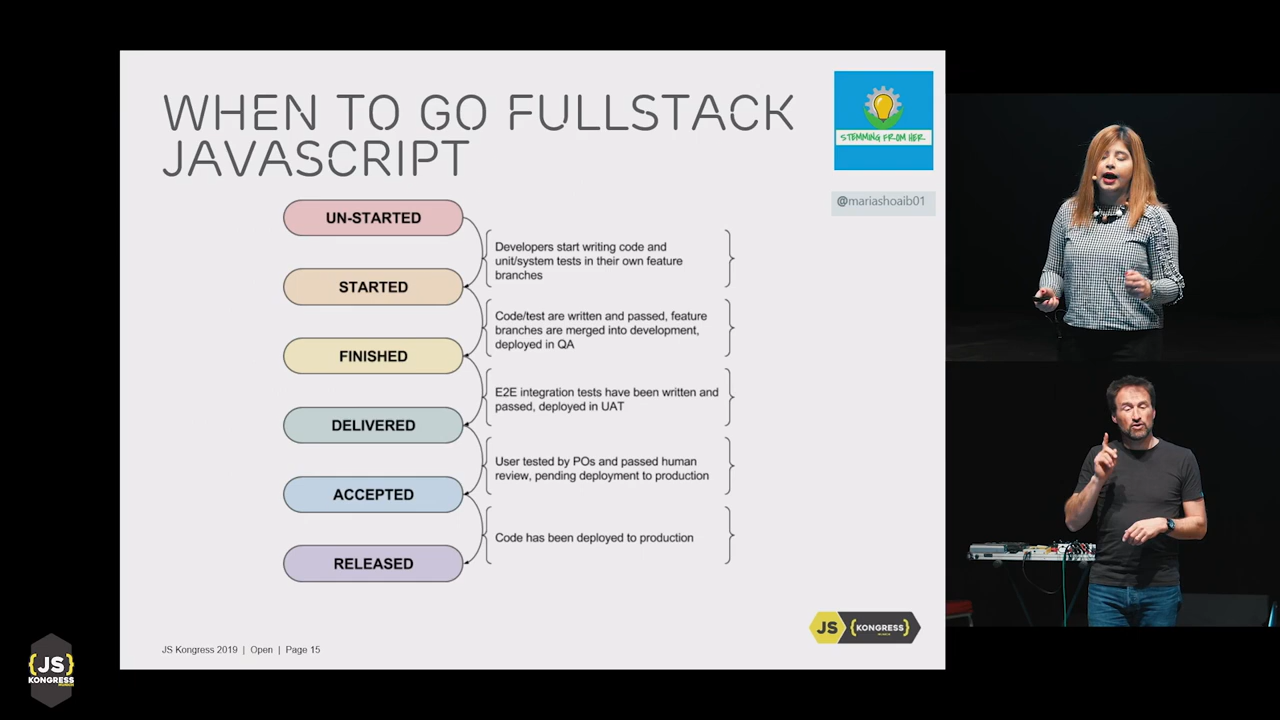 WHEN TO GO FULLSTACK
JAVASCRIPT
STEMMING FROM HER
@mariashoaib01
UN-STARTED
Developers start writing code and
unit/system tests in their own feature
branches
STARTED
Code/test are written and passed, feature
branches are merged into development,
deployed in QA
FINISHED
E2E integration tests have been written and
passed, deployed in UAT
DELIVERED
User tested by POs and passed human
review, pending deployment to production
ACCEPTED
Code has been deployed to production
RELEASED
JS {KONGRESS}
JS Kongress 2019 | Open | Page 15
{JS}
KONGRESS